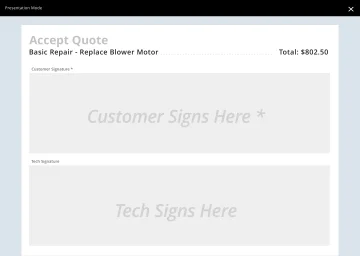 Presentation Mode
Accept Quote
Basic Repair - Replace Blower Motor Total: $802.50
Customer Signature *
Customer Signs Here *
Tech Signature
Tech Signs Here